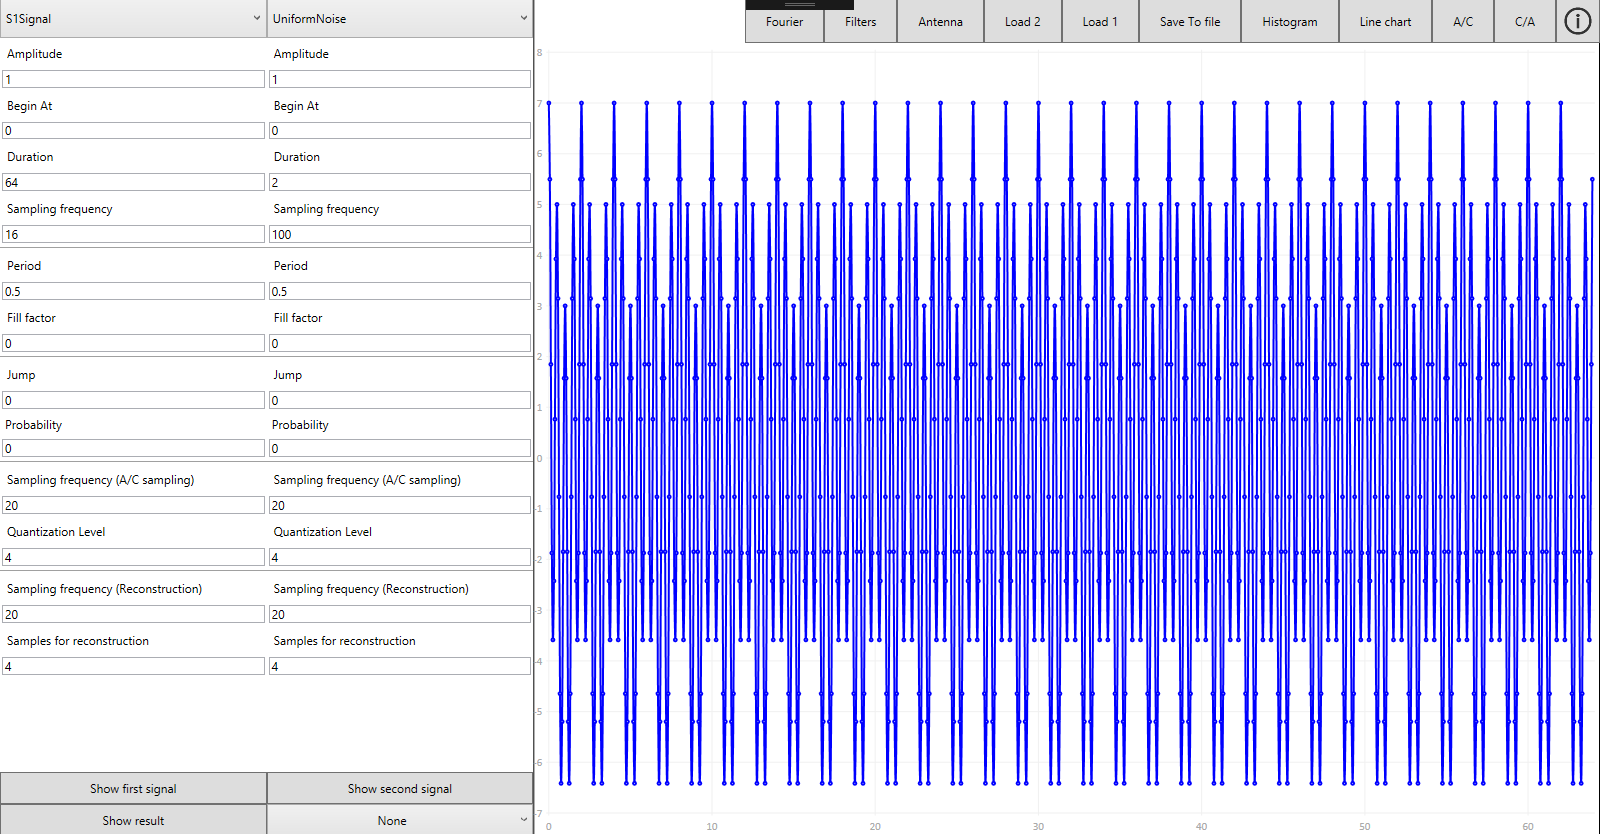 S1Signal UniformNoise Fourier Filters Antenna Load 2 Load 1 Save To file Histogram Line chart A/C C/A
Amplitude Amplitude
1 1
Begin At Begin At
0 0
Duration Duration
64 2
Sampling frequency Sampling frequency
16 100
Period Period
0.5 0.5
Fill factor Fill factor
0 0
Jump Jump
0 0
Probability Probability
0 0
Sampling frequency (A/C sampling) Sampling frequency (A/C sampling)
20 20
Quantization Level Quantization Level
4 4
Sampling frequency (Reconstruction) Sampling frequency (Reconstruction)
20 20
Samples for reconstruction Samples for reconstruction
4 4
Show first signal Show second signal
Show result None
8
7
6
5
4
3
2
1
0
-1
-2
-3
-4
-5
-6
-7
0 10 20 30 40 50 60